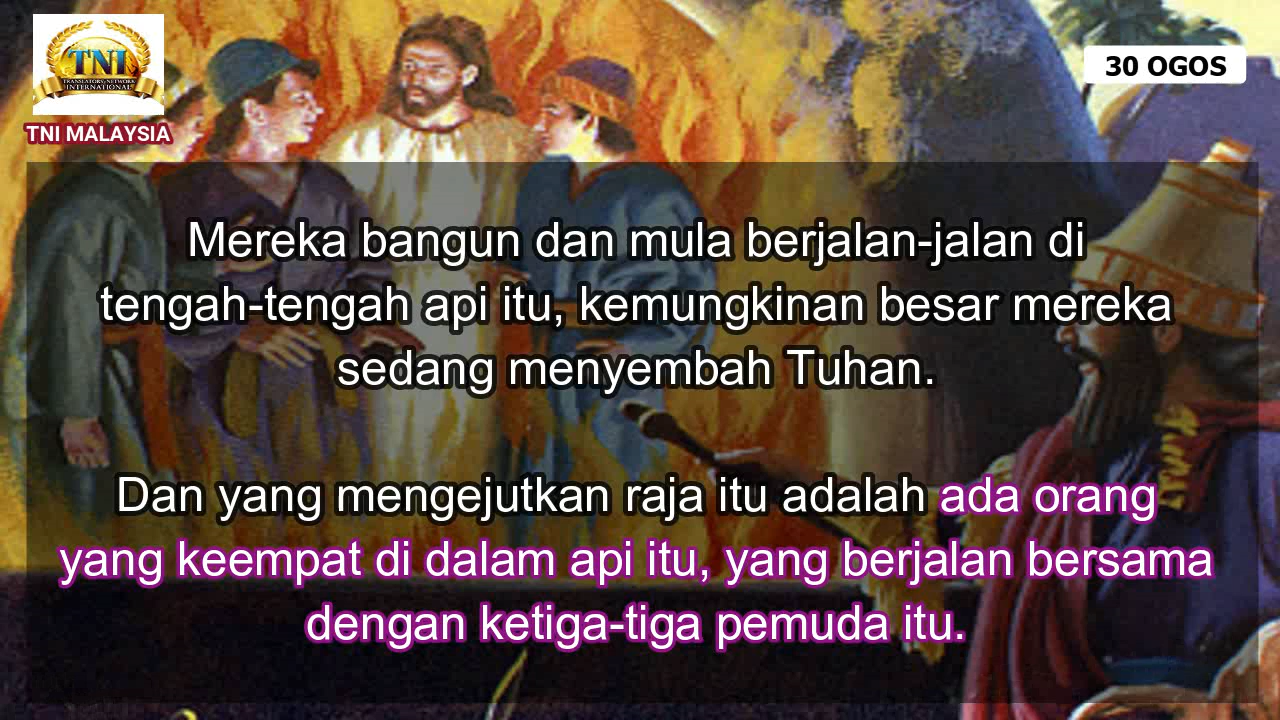 TNI
TRANSLATORS NETWORK
INTERNATIONAL
TNI MALAYSIA
30 OGOS
Mereka bangun dan mula berjalan-jalan di
tengah-tengah api itu, kemungkinan besar mereka
sedang menyembah Tuhan.
Dan yang mengejutkan raja itu adalah ada orang
yang keempat di dalam api itu, yang berjalan bersama
dengan ketiga-tiga pemuda itu.